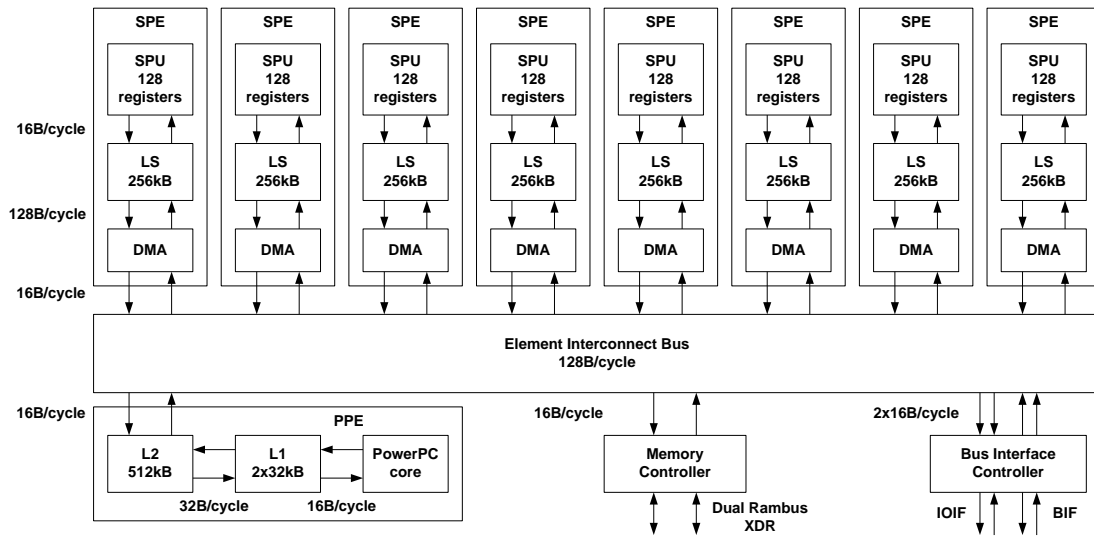 SPE SPE SPE SPE SPE SPE SPE SPE
SPU SPU SPU SPU SPU SPU SPU SPU
128 128 128 128 128 128 128 128
registers registers registers registers registers registers registers registers
16B/cycle
LS LS LS LS LS LS LS LS
256kB 256kB 256kB 256kB 256kB 256kB 256kB 256kB
128B/cycle
DMA DMA DMA DMA DMA DMA DMA DMA
16B/cycle
Element Interconnect Bus
128B/cycle
16B/cycle 16B/cycle 2x16B/cycle
PPE
L2 L1 PowerPC Memory Bus Interface
512kB 2x32kB core Controller Controller
32B/cycle 16B/cycle
Dual Rambus IOIF BIF
XDR